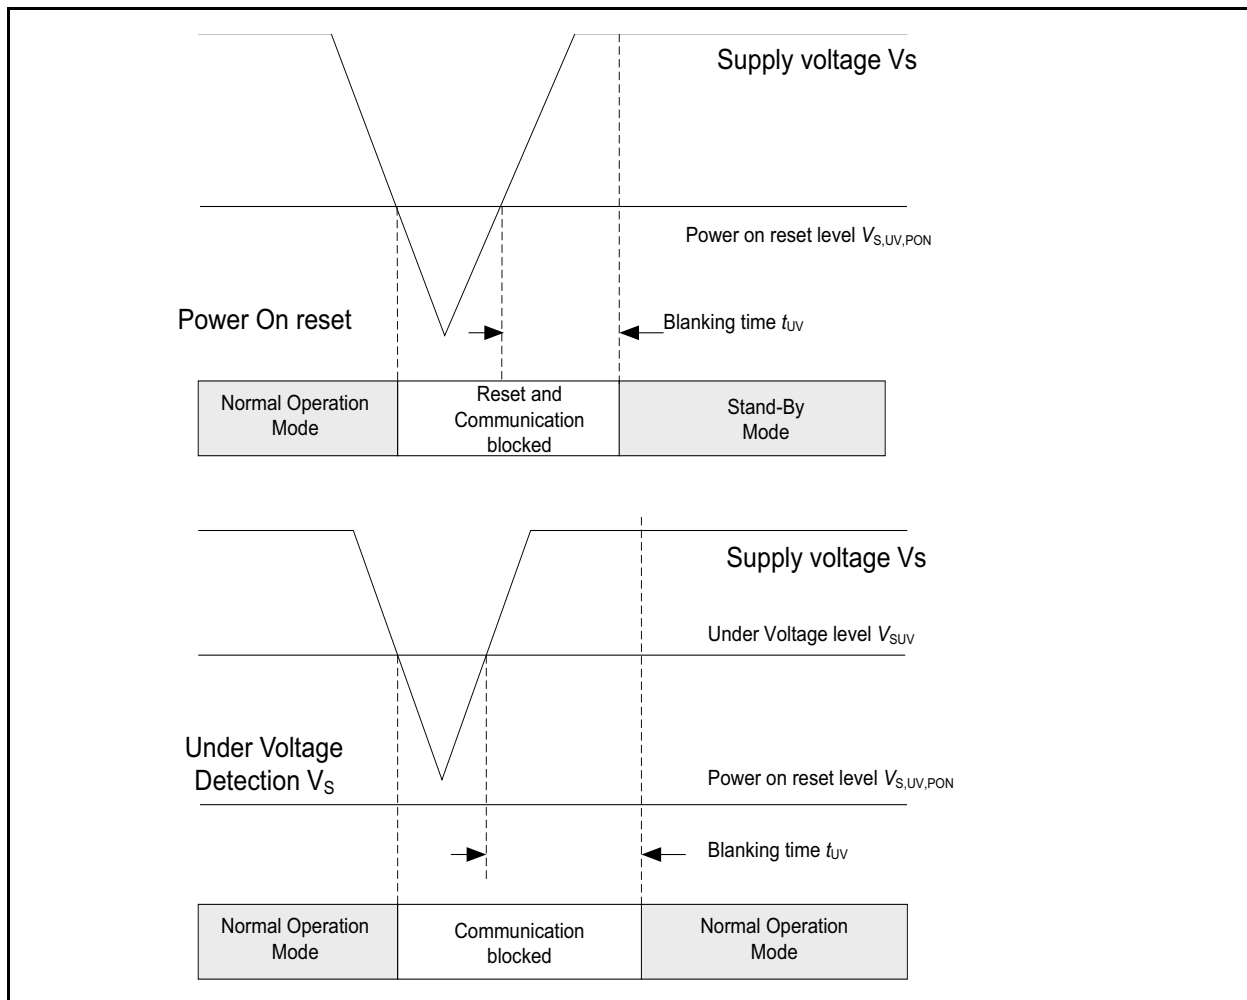 Supply voltage Vs
Power on reset level VS,UV,PON
Power On reset
Blanking time tUV
Normal Operation
Mode
Reset and
Communication
blocked
Stand-By
Mode
Supply voltage Vs
Under Voltage level VSUV
Under Voltage
Detection VS
Power on reset level VS,UV,PON
Blanking time tUV
Normal Operation
Mode
Communication
blocked
Normal Operation
Mode